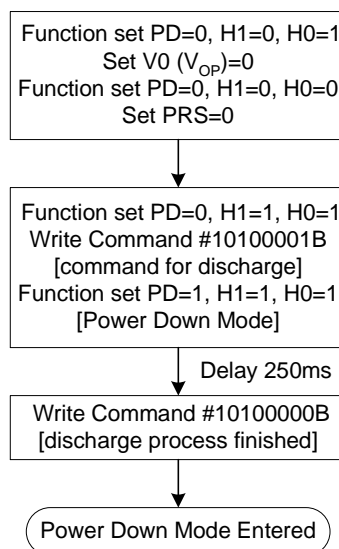 Function set PD=0, H1=0, H0=1
Set V0 (VOP)=0
Function set PD=0, H1=0, H0=0
Set PRS=0
Function set PD=0, H1=1, H0=1
Write Command #10100001B
[command for discharge]
Function set PD=1, H1=1, H0=1
[Power Down Mode]
Delay 250ms
Write Command #10100000B
[discharge process finished]
Power Down Mode Entered